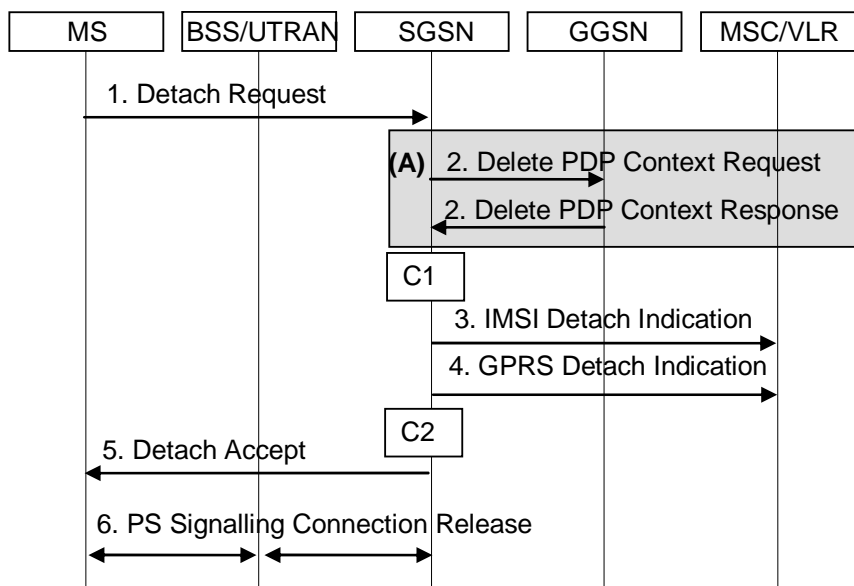 MS BSS/UTRAN SGSN GGSN MSC/VLR
1. Detach Request
(A) 2. Delete PDP Context Request
2. Delete PDP Context Response
C1
3. IMSI Detach Indication
4. GPRS Detach Indication
C2
5. Detach Accept
6. PS Signalling Connection Release